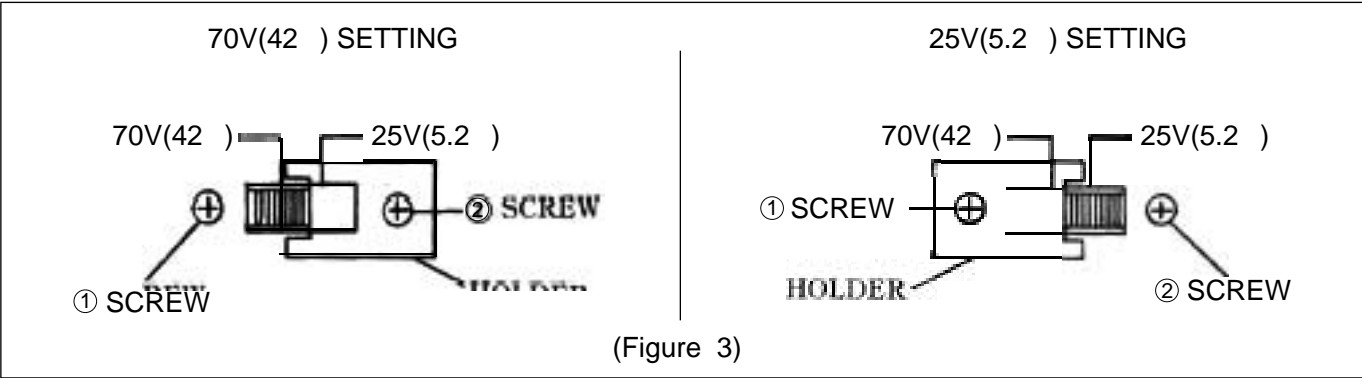 70V(42 ) SETTING
70V(42 ) 25V(5.2 )
② SCREW
① SCREW
HOLDER
25V(5.2 ) SETTING
70V(42 ) 25V(5.2 )
① SCREW
HOLDER
② SCREW
(Figure 3)